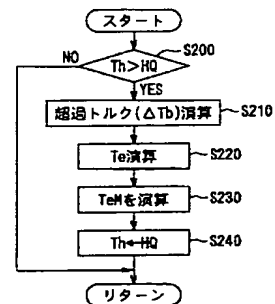 スタート
S200
Th>HQ
NO
YES
超過トルク(ΔTb)演算
S210
Te演算
S220
TeMを演算
S230
Th←HQ
S240
リターン